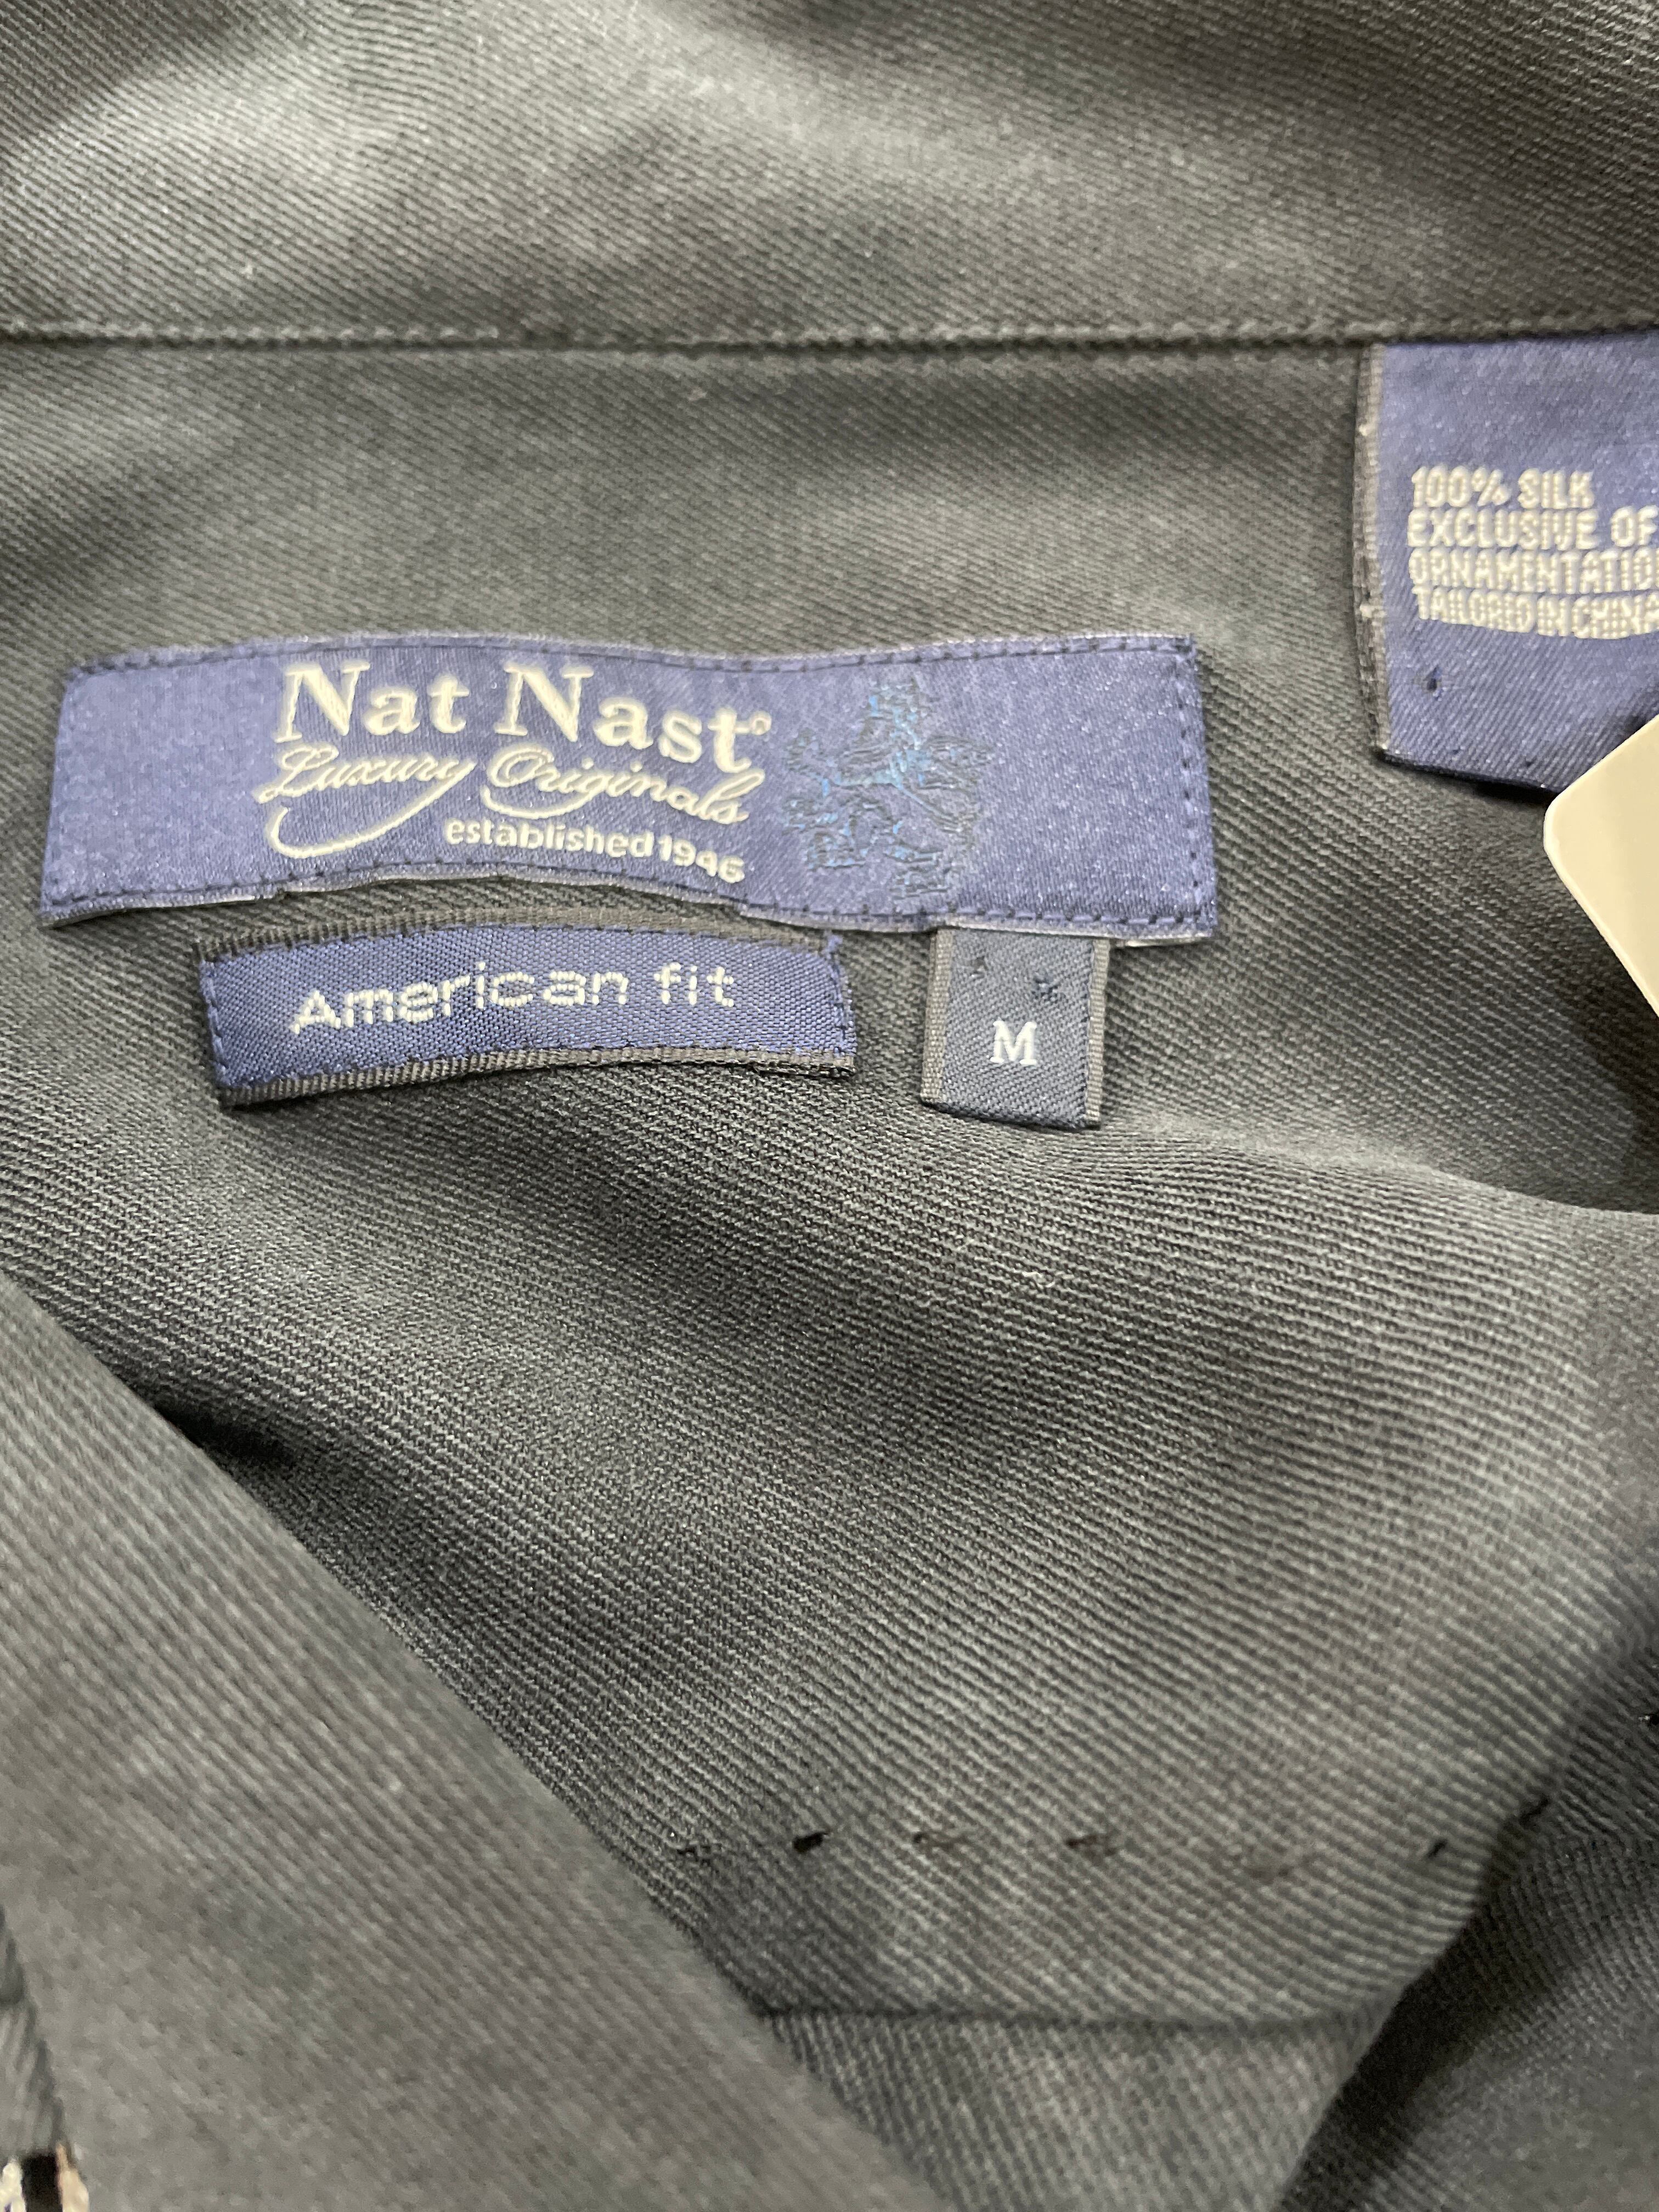 Nat Nast®
Luxury Originals
established 1946
American fit
M
100% SILK
EXCLUSIVE OF
ORNAMENTATIO
TAILORED IN CHINA